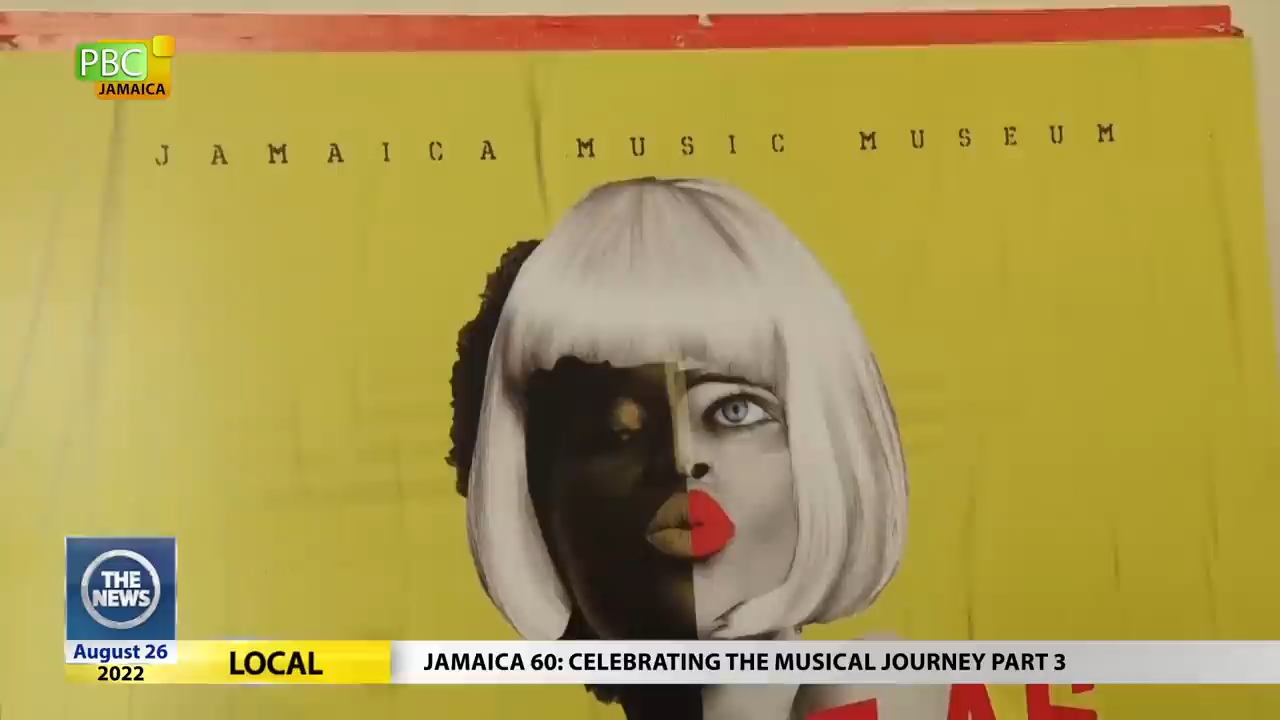 PBC
JAMAICA
JAMAICA MUSIC MUSEUM
THE
NEWS
August 26
2022
LOCAL
JAMAICA 60: CELEBRATING THE MUSICAL JOURNEY PART 3